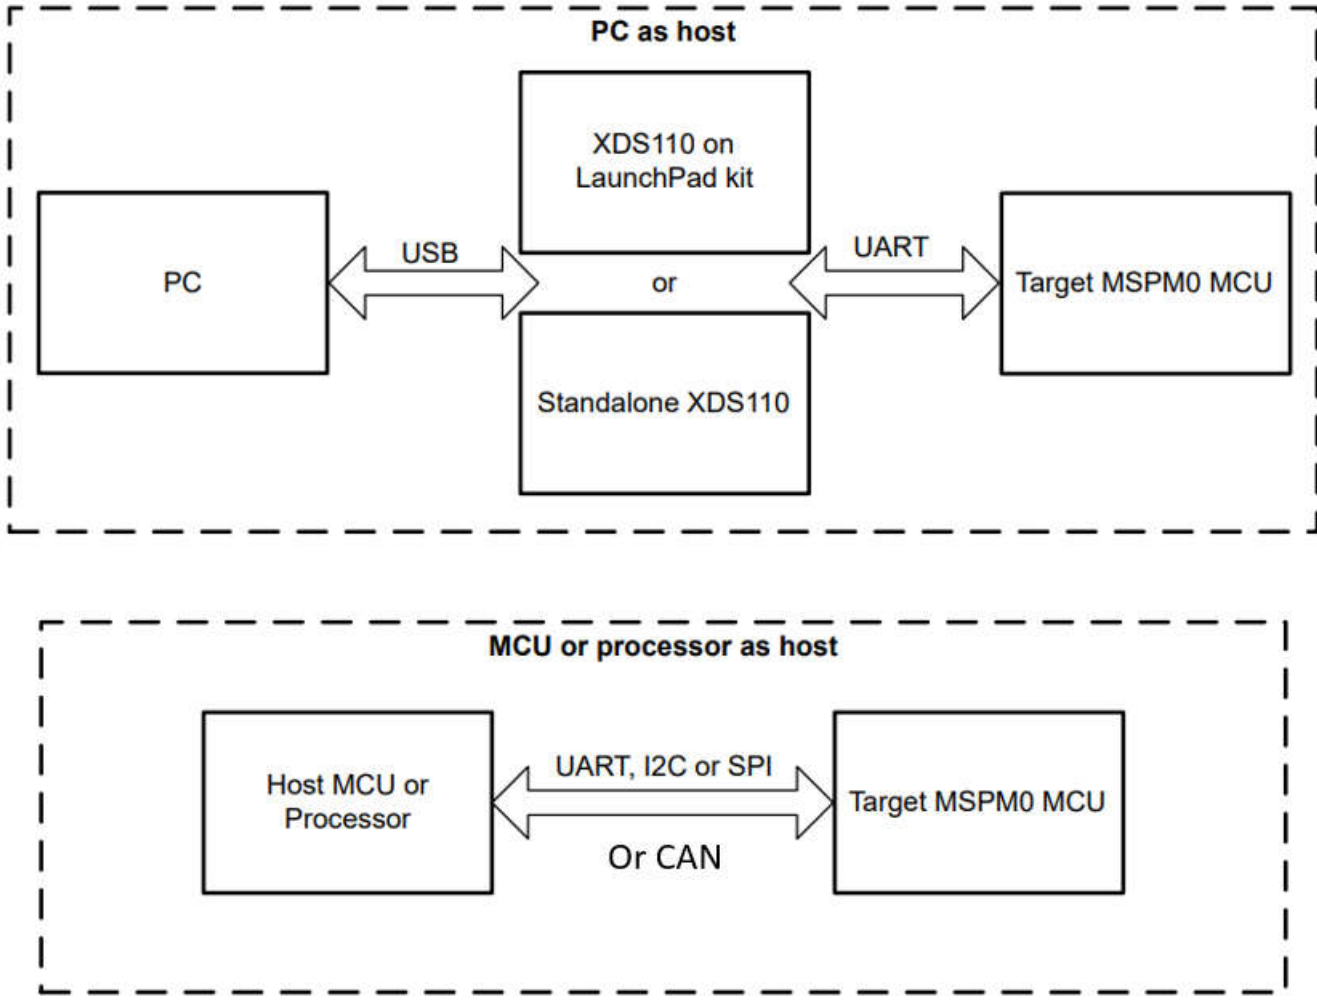 PC as host
XDS110 on
LaunchPad kit
PC
USB
or
UART
Target MSPM0 MCU
Standalone XDS110
MCU or processor as host
Host MCU or
Processor
UART, I2C or SPI
Or CAN
Target MSPM0 MCU